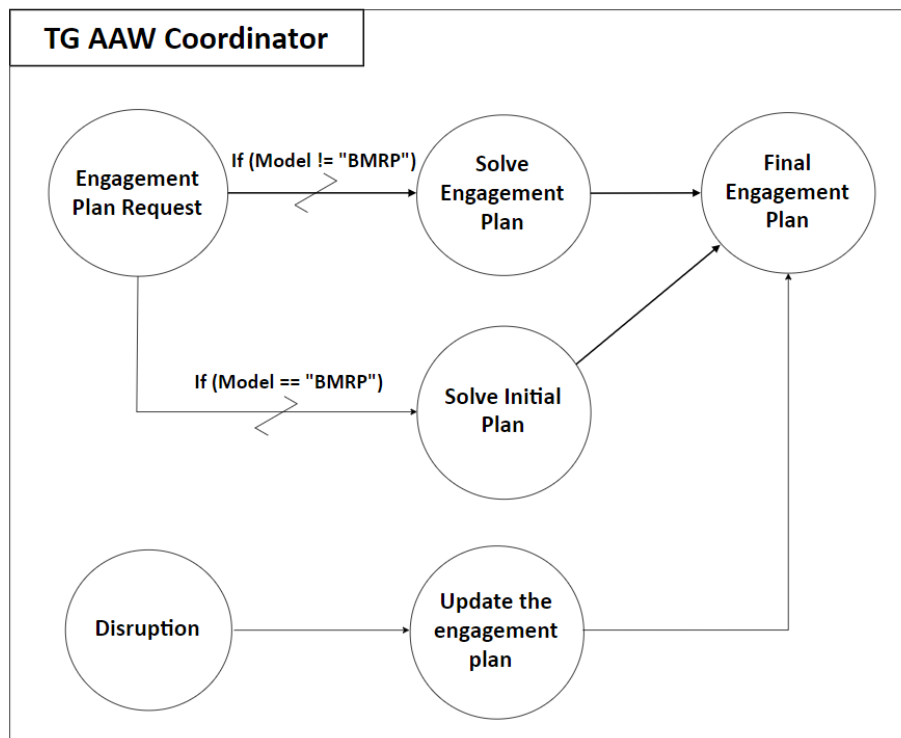 TG AAW Coordinator
If (Model != "BMRP")
Engagement
Plan Request
Solve
Engagement
Plan
Final
Engagement
Plan
If (Model == "BMRP")
Solve Initial
Plan
Disruption
Update the
engagement
plan